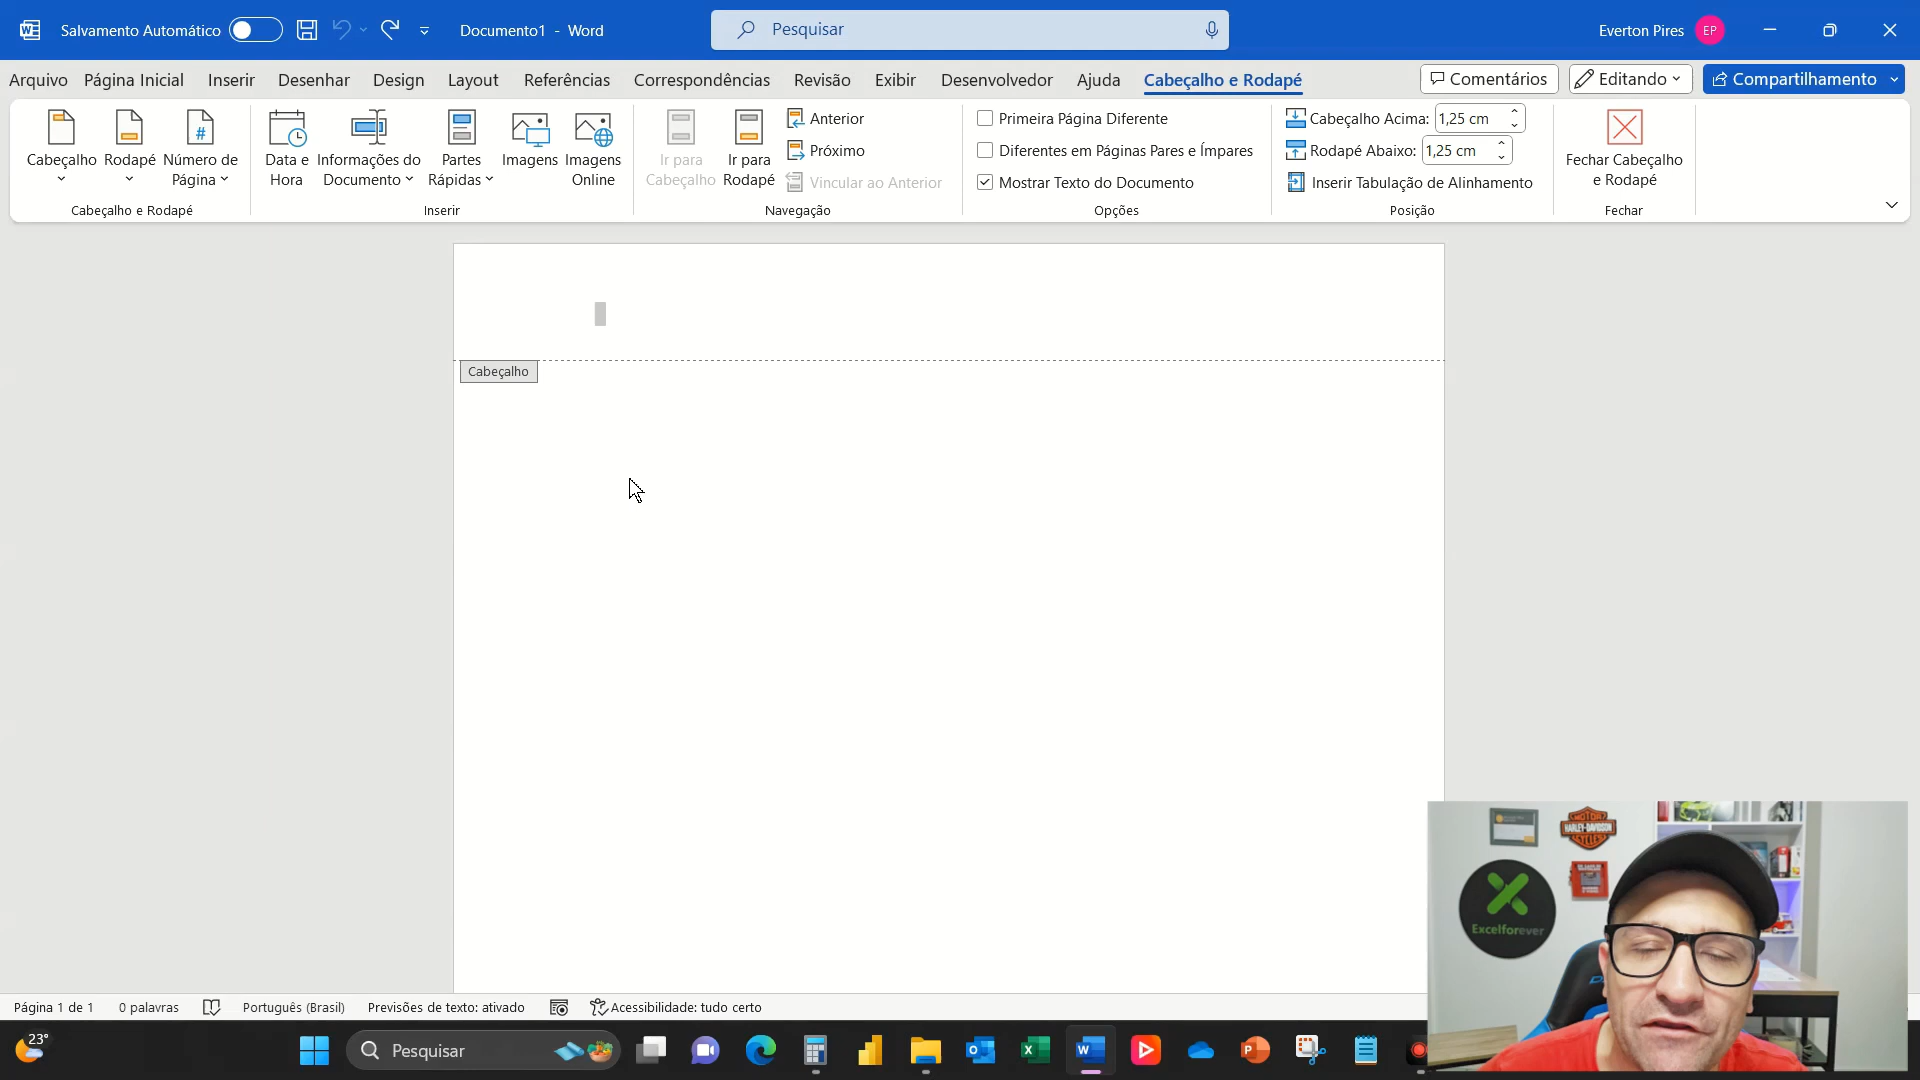 Salvamento Automático
Documento1 - Word
Pesquisar
Everton Pires EP
Arquivo Página Inicial Inserir Desenhar Design Layout Referências Correspondências Revisão Exibir Desenvolvedor Ajuda Cabeçalho e Rodapé
Comentários Editando Compartilhamento
Cabeçalho
Rodapé
Número de
Página
Cabeçalho e Rodapé
Data e
Hora
Informações do
Documento
Partes
Rápidas
Imagens
Imagens
Online
Inserir
Ir para
Cabeçalho
Ir para
Rodapé
Anterior
Próximo
Vincular ao Anterior
Navegação
Primeira Página Diferente
Diferentes em Páginas Pares e Ímpares
Mostrar Texto do Documento
Opções
Cabeçalho Acima: 1,25 cm
Rodapé Abaixo: 1,25 cm
Inserir Tabulação de Alinhamento
Posição
Fechar Cabeçalho
e Rodapé
Fechar
Cabeçalho
MOTOR
HARLEY-DAVIDSON
CYCLES
Excelforever
Página 1 de 1 0 palavras Português (Brasil) Previsões de texto: ativado Acessibilidade: tudo certo
23°
Pesquisar